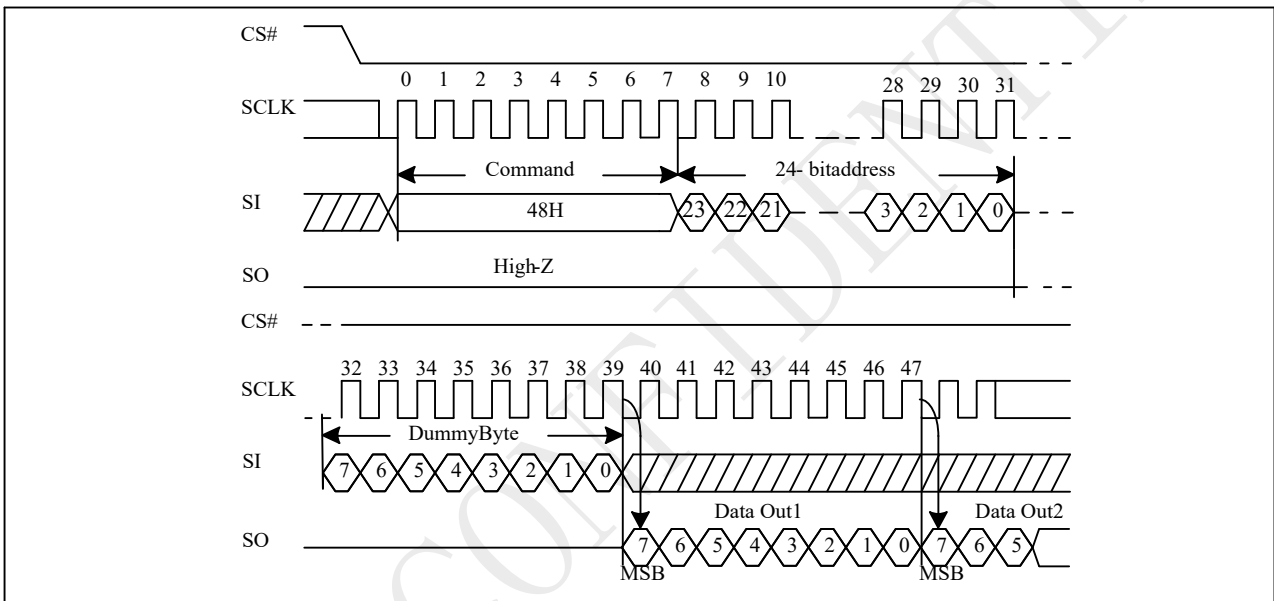 CS#
0 1 2 3 4 5 6 7 8 9 10 28 29 30 31
SCLK
Command 24- bitaddress
SI 48H 23 22 21 3 2 1 0
High-Z
SO
CS#
32 33 34 35 36 37 38 39 40 41 42 43 44 45 46 47
SCLK
DummyByte
SI 7 6 5 4 3 2 1 0
Data Out1 Data Out2
SO 7 6 5 4 3 2 1 0 7 6 5
MSB MSB
CONFIDENTI